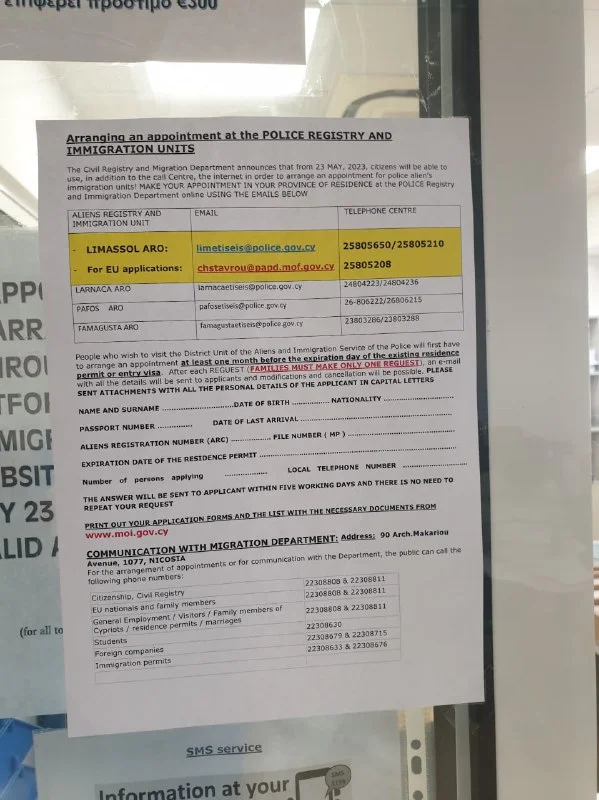 επιφέρει πρόστιμο €300
Arranging an appointment at the POLICE REGISTRY AND
IMMIGRATION UNITS
The Civil Registry and Migration Department announces that from 23 MAY, 2023, citizens will be able to
use, in addition to the call Centre, the internet in order to arrange an appointment for police alien's
immigration units! MAKE YOUR APPOINTMENT IN YOUR PROVINCE OF RESIDENCE at the POLICE Registry
and Immigration Department online USING THE EMAILS BELOW
ALIENS REGISTRY AND IMMIGRATION UNIT EMAIL TELEPHONE CENTRE
- LIMASSOL ARO: limetiseis@police.gov.cy 25805650/25805210
- For EU applications: chstavrou@papd.mof.gov.cy 25805208
LARNACA ARO larnacaetiseis@police.gov.cy 24804223/24804236
PAFOS ARO pafosetiseis@police.gov.cy 26-806222/26806215
FAMAGUSTA ARO famagustaetiseis@police.gov.cy 23803286/23803288
People who wish to visit the District Unit of the Aliens and Immigration Service of the Police will first have
to arrange an appointment at least one month before the expiration day of the existing residence
permit or entry visa. After each REGUEST (FAMILIES MUST MAKE ONLY ONE REGUEST), an e-mail
with all the details will be sent to applicants and modifications and cancellation will be possible. PLEASE
SENT ATTACHMENTS WITH ALL THE PERSONAL DETAILS OF THE APPLICANT IN CAPITAL LETTERS
NAME AND SURNAME ........................DATE OF BIRTH ............. NATIONALITY ......................
PASSPORT NUMBER ............. DATE OF LAST ARRIVAL ................................................
ALIENS REGISTRATION NUMBER (ARC) .............. FILE NUMBER ( MP ) ................................
EXPIRATION DATE OF THE RESIDENCE PERMIT ..............................................................
Number of persons applying .............. LOCAL TELEPHONE NUMBER ......................
THE ANSWER WILL BE SENT TO APPLICANT WITHIN FIVE WORKING DAYS AND THERE IS NO NEED TO
REPEAT YOUR REQUEST
PRINT OUT YOUR APPLICATION FORMS AND THE LIST WITH THE NECESSARY DOCUMENTS FROM
www.moi.gov.cy
COMMUNICATION WITH MIGRATION DEPARTMENT: Address: 90 Arch.Makariou
Avenue, 1077, NICOSIA
For the arrangement of appointments or for communication with the Department, the public can call the
following phone numbers:
Citizenship, Civil Registry 22308808 & 22308811
EU nationals and family members 22308808 & 22308811
General Employment / Visitors / Family members of
Cypriots / residence permits / marriages 22308808 & 22308811
Students 22308630
Foreign companies 22308679 & 22308715
Immigration permits 22308633 & 22308676
(for all to
SMS service
Information at your
SMS